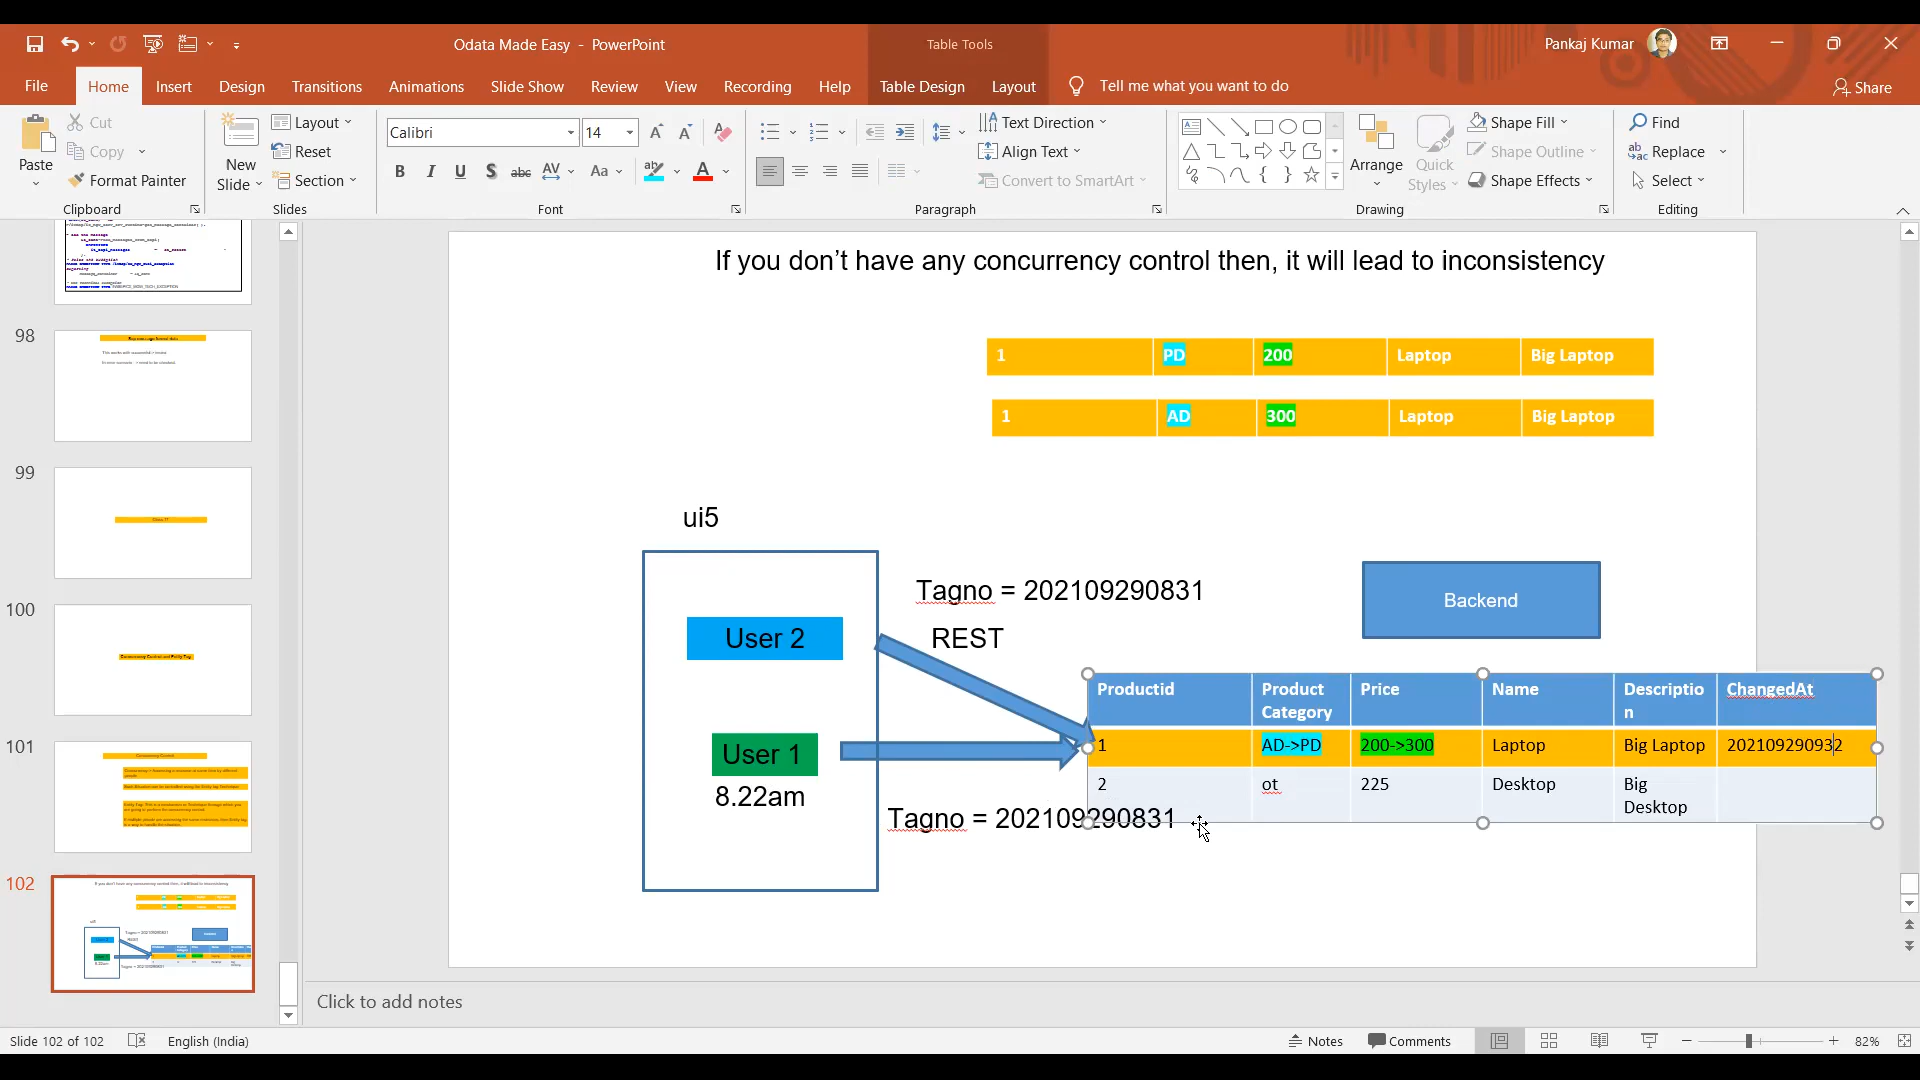 Odata Made Easy - PowerPoint
Table Tools
Pankaj Kumar
File
Home
Insert
Design
Transitions
Animations
Slide Show
Review
View
Recording
Help
Table Design
Layout
Tell me what you want to do
Share
Paste
Cut
Copy
Format Painter
Clipboard
New
Slide
Layout
Reset
Section
Slides
Calibri
14
Font
Text Direction
Align Text
Convert to SmartArt
Paragraph
Arrange
Quick
Styles
Shape Fill
Shape Outline
Shape Effects
Drawing
Find
Replace
Select
Editing
98
99
100
101
102
If you don’t have any concurrency control then, it will lead to inconsistency
1 PD 200 Laptop Big Laptop
1 AD 300 Laptop Big Laptop
ui5
Tagno = 202109290831
Backend
User 2
REST
Productid Product Price Name Descriptio ChangedAt
Category n
User 1
1 AD->PD 200->300 Laptop Big Laptop 202109290932
2 ot 225 Desktop Big
Desktop
8.22am
Tagno = 202109290831
Click to add notes
Slide 102 of 102
English (India)
Notes
Comments
82%